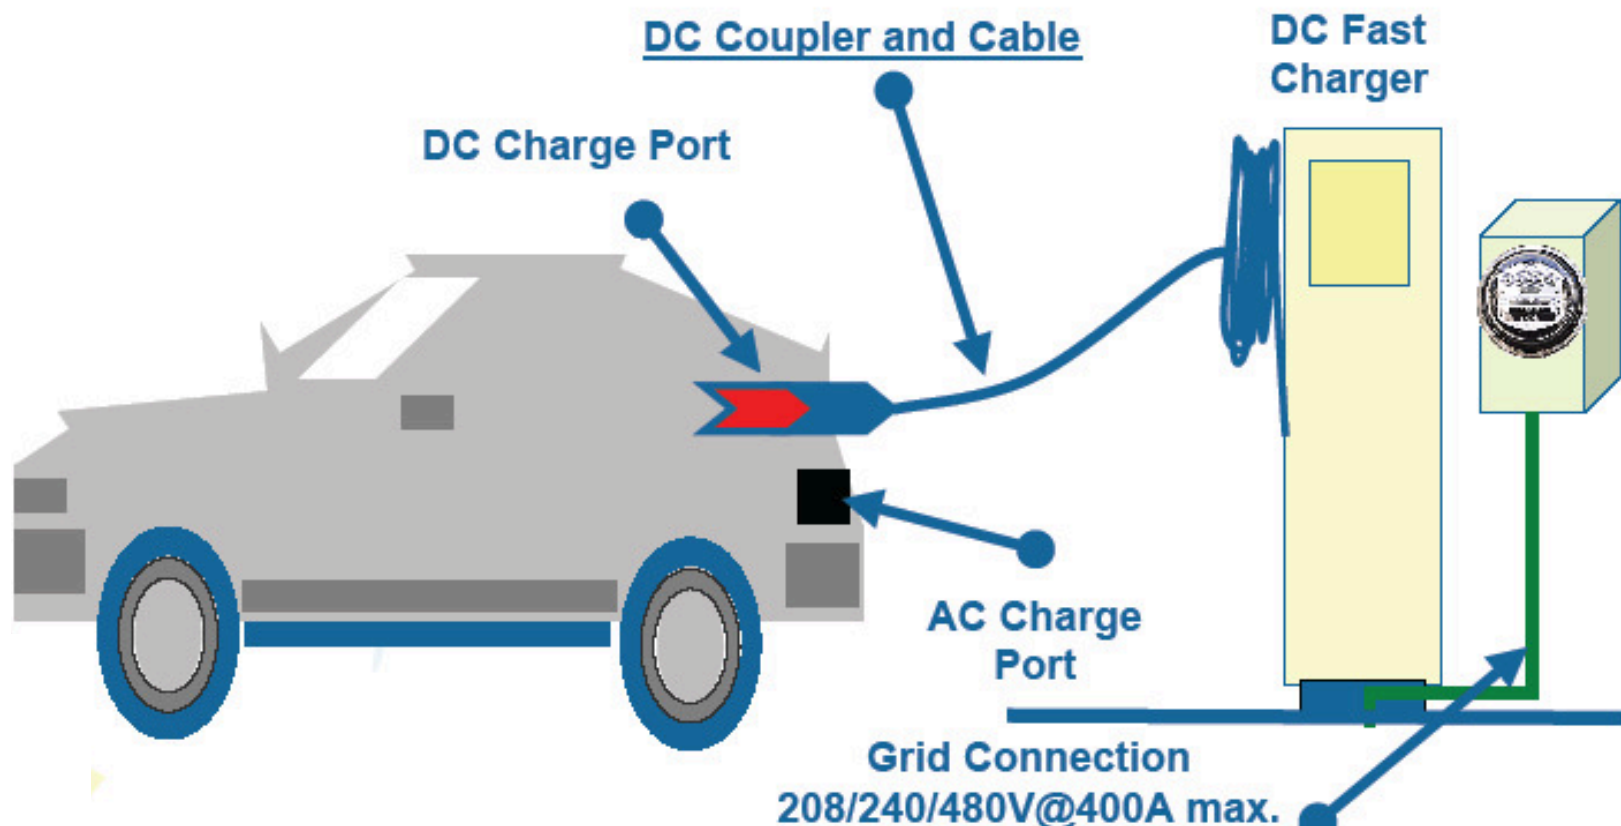 DC Coupler and Cable
DC Fast
Charger
DC Charge Port
AC Charge
Port
Grid Connection
208/240/480V@400A max.